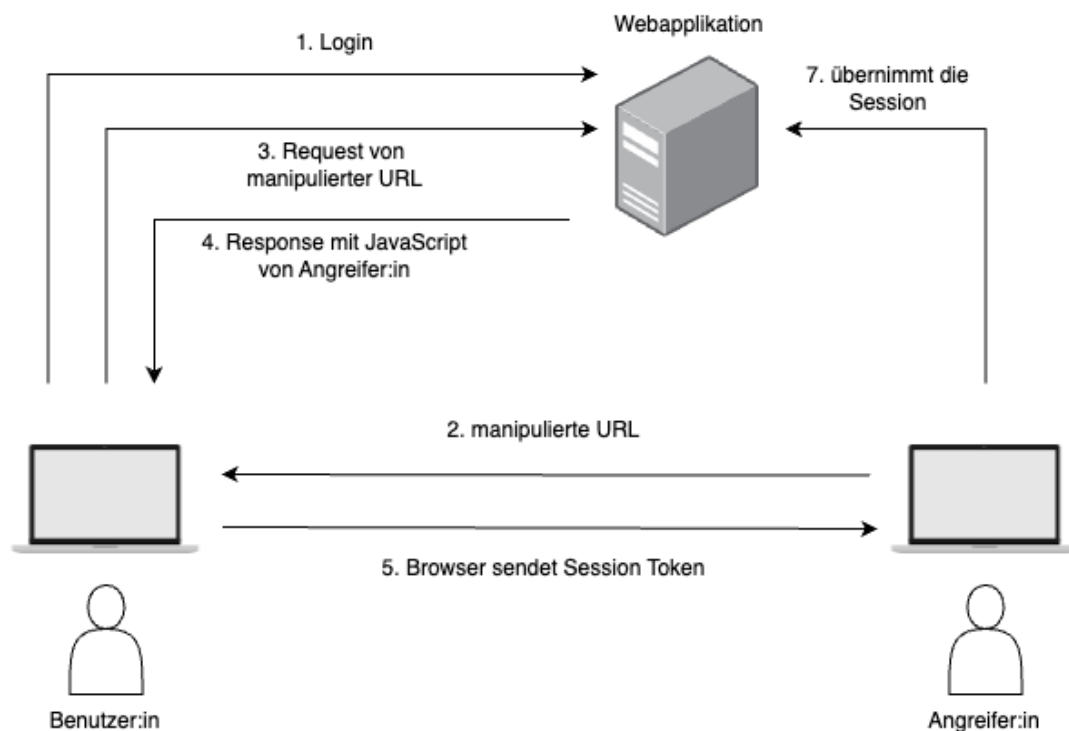 Webapplikation
1. Login
7. übernimmt die
Session
3. Request von
manipulierter URL
4. Response mit JavaScript
von Angreifer:in
2. manipulierte URL
5. Browser sendet Session Token
Benutzer:in
Angreifer:in